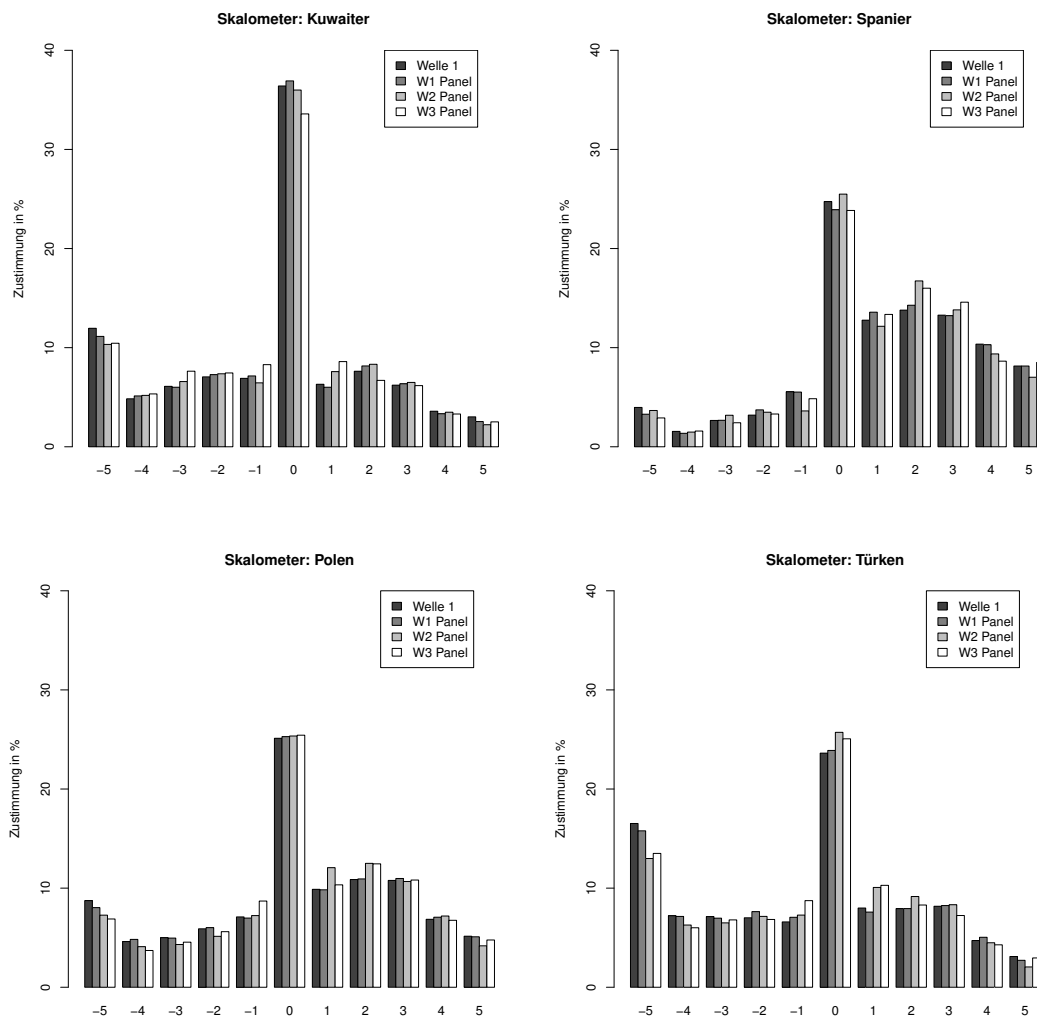 Skalometer: Kuwaiter
Zustimmung in %
0 10 20 30 40
Welle 1
W1 Panel
W2 Panel
W3 Panel
−5 −4 −3 −2 −1 0 1 2 3 4 5
Skalometer: Spanier
Zustimmung in %
0 10 20 30 40
Welle 1
W1 Panel
W2 Panel
W3 Panel
−5 −4 −3 −2 −1 0 1 2 3 4 5
Skalometer: Polen
Zustimmung in %
0 10 20 30 40
Welle 1
W1 Panel
W2 Panel
W3 Panel
−5 −4 −3 −2 −1 0 1 2 3 4 5
Skalometer: Türken
Zustimmung in %
0 10 20 30 40
Welle 1
W1 Panel
W2 Panel
W3 Panel
−5 −4 −3 −2 −1 0 1 2 3 4 5